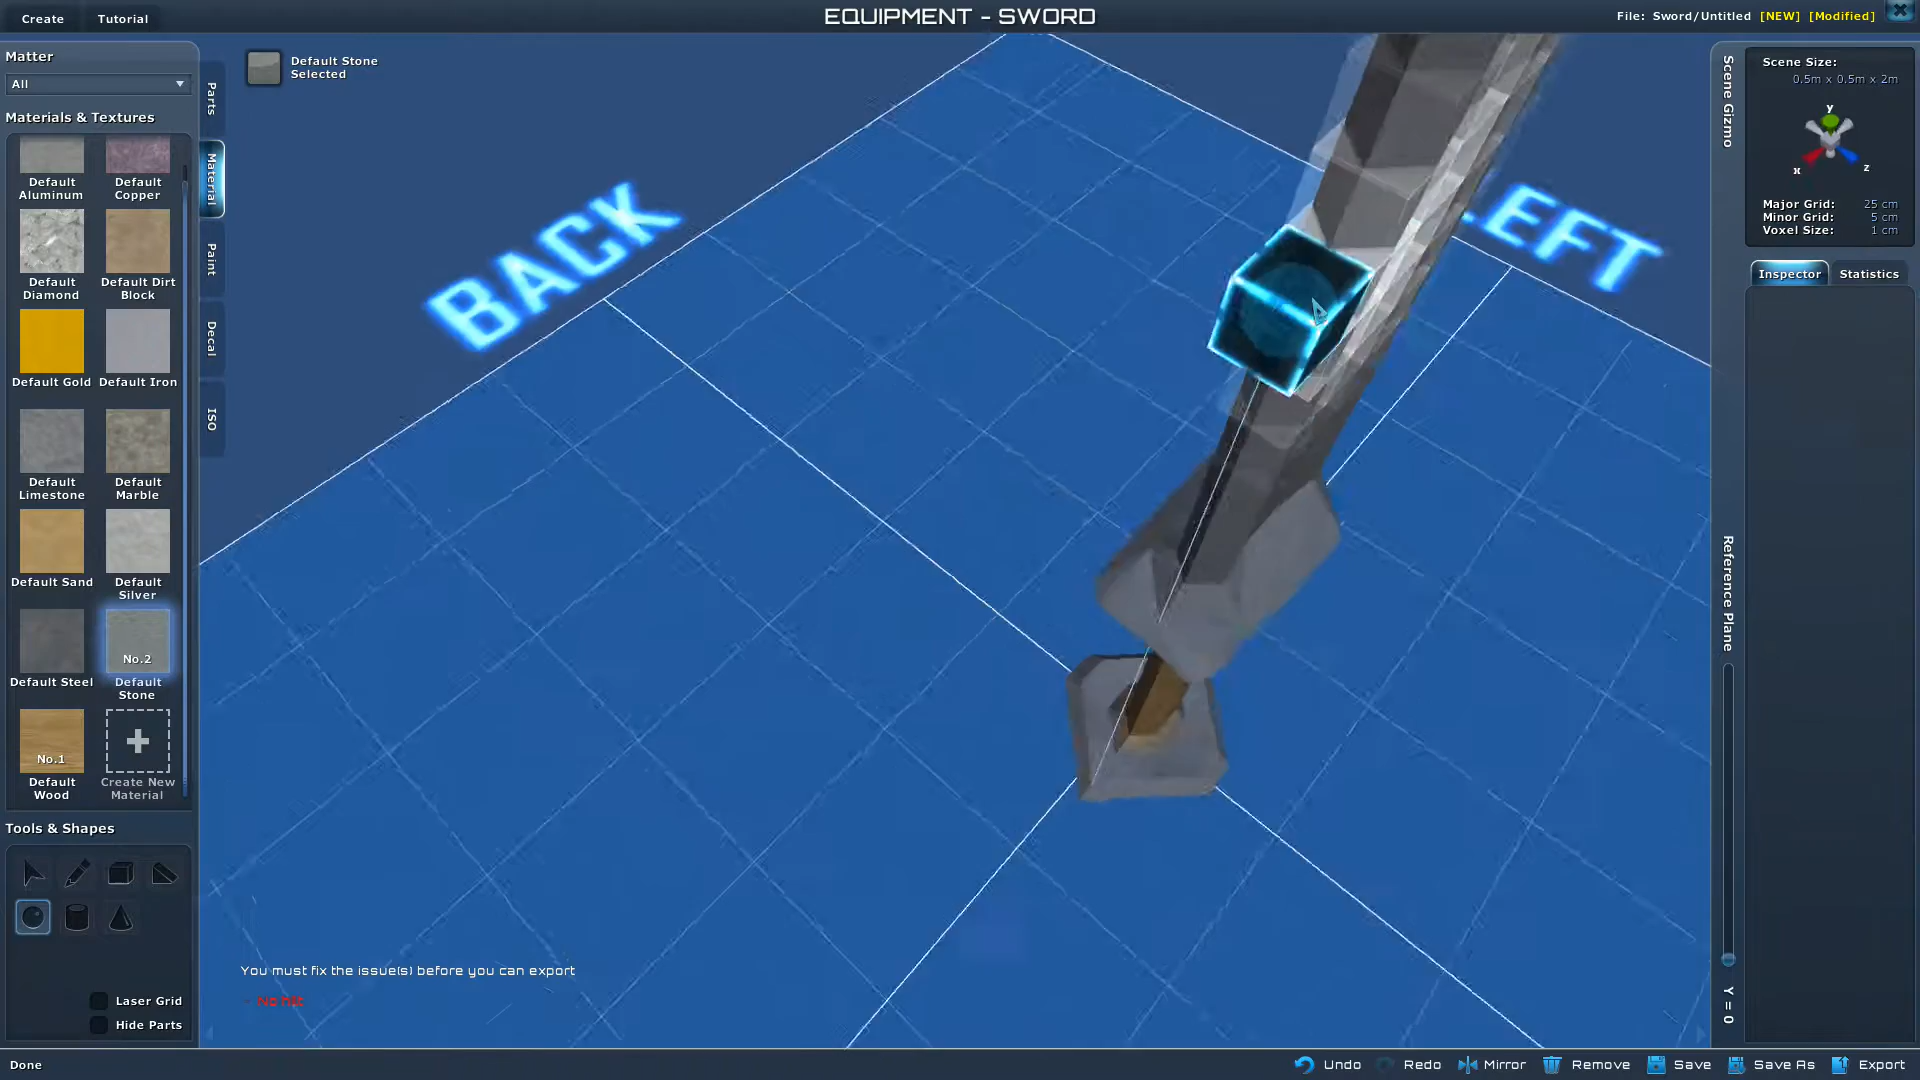 Create
Tutorial
EQUIPMENT - SWORD
File: Sword/Untitled [NEW] [Modified]
Matter
All
Materials & Textures
Default Aluminum
Default Copper
Default Diamond
Default Dirt Block
Default Gold
Default Iron
Default Limestone
Default Marble
Default Sand
Default Silver
Default Steel
No.2
Default Stone
No.1
Default Wood
Create New Material
Tools & Shapes
Laser Grid
Hide Parts
Parts
Material
Paint
Decal
ISO
Default Stone
Selected
BACK
LEFT
You must fix the issue(s) before you can export
- No hilt
Scene Gizmo
Reference Plane
Y = 0
Scene Size:
0.5m x 0.5m x 2m
y
x
z
Major Grid: 25 cm
Minor Grid: 5 cm
Voxel Size: 1 cm
Inspector
Statistics
Done
Undo
Redo
Mirror
Remove
Save
Save As
Export